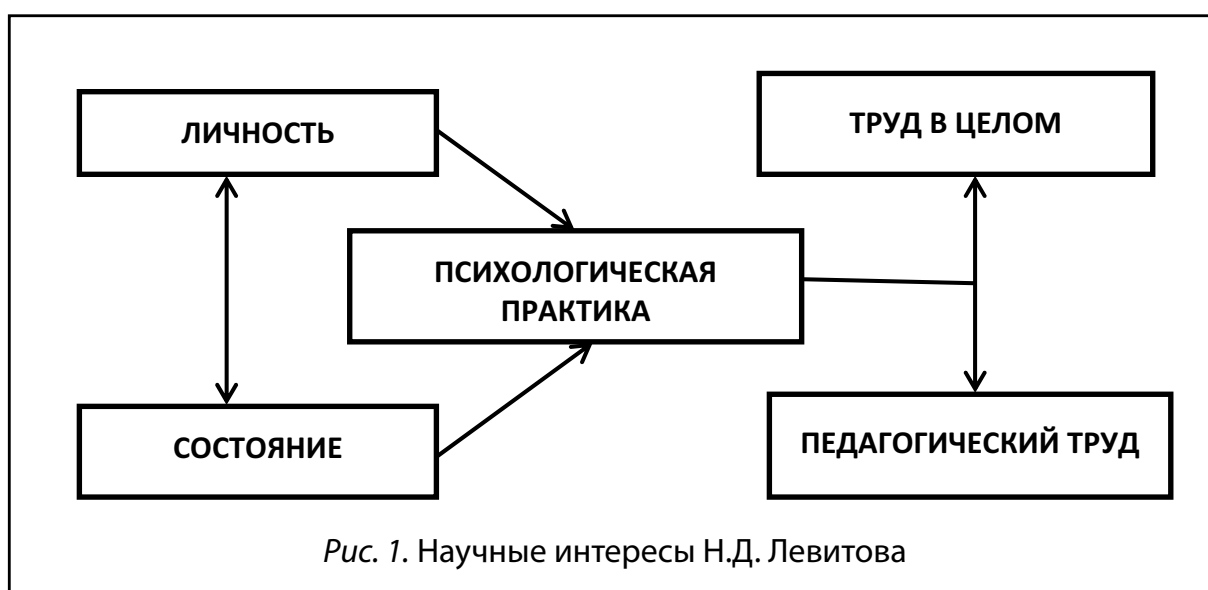 ЛИЧНОСТЬ
ТРУД В ЦЕЛОМ
ПСИХОЛОГИЧЕСКАЯ
ПРАКТИКА
СОСТОЯНИЕ
ПЕДАГОГИЧЕСКИЙ ТРУД
Рис. 1. Научные интересы Н.Д. Левитова